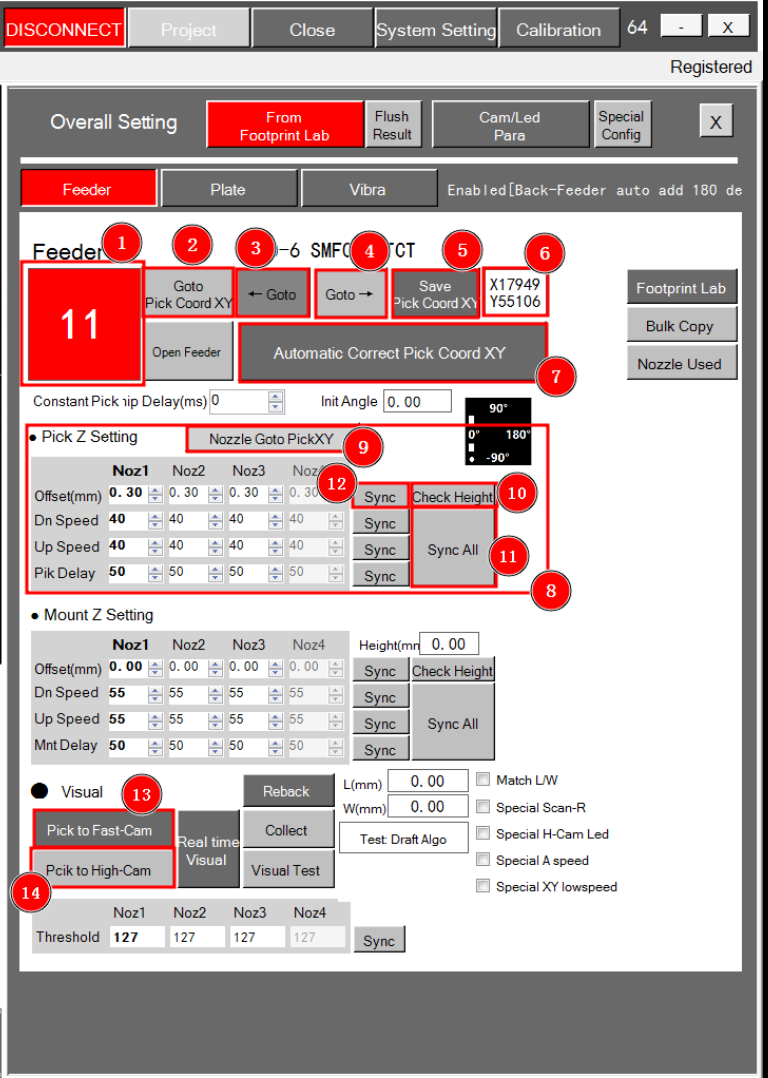 DISCONNECT Project Close System Setting Calibration 64 - X
Registered
Overall Setting From Footprint Lab Flush Result Cam/Led Para Special Config X
Feeder Plate Vibra Enabled[Back-Feeder auto add 180 de
1 2 3 4 5 6
Feeder -6 SMF TCT
11 Goto Pick Coord XY ←Goto Goto→ Save Pick Coord XY X17949 Y55106 Footprint Lab
Open Feeder Automatic Correct Pick Coord XY 7 Bulk Copy
Nozzle Used
Constant Pick Delay(ms) 0 Init Angle 0.00
90°
0° 180°
-90°
● Pick Z Setting Nozzle Goto PickXY 9
Noz1 Noz2 Noz3 12
Offset(mm) 0.30 0.30 0.30 0.30 Sync Check Height 10
Dn Speed 40 40 40 40 Sync
Up Speed 40 40 40 40 Sync Sync All 11
Pik Delay 50 50 50 50 Sync
8
● Mount Z Setting
Noz1 Noz2 Noz3 Noz4 Height(mm 0.00
Offset(mm) 0.00 0.00 0.00 0.00 Sync Check Height
Dn Speed 55 55 55 55 Sync
Up Speed 55 55 55 55 Sync Sync All
Mnt Delay 50 50 50 50 Sync
● Visual 13 Reback L(mm) 0.00 Match L/W
W(mm) 0.00 Special Scan-R
Pick to Fast-Cam Real time Visual Collect Test: Draft Algo Special H-Cam Led
Pcik to High-Cam Visual Test Special A speed
14 Special XY lowspeed
Noz1 Noz2 Noz3 Noz4
Threshold 127 127 127 127 Sync